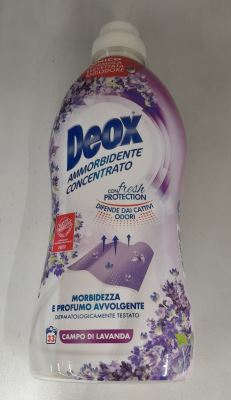 Deox
AMMORBIDENTE
CONCENTRATO
CON fresh
PROTECTION
DIFENDE DAI CATTIVI
ODORI
MORBIDEZZA
E PROFUMO AVVOLGENTE
DERMATOLOGICAMENTE TESTATO
33
CAMPO DI LAVANDA